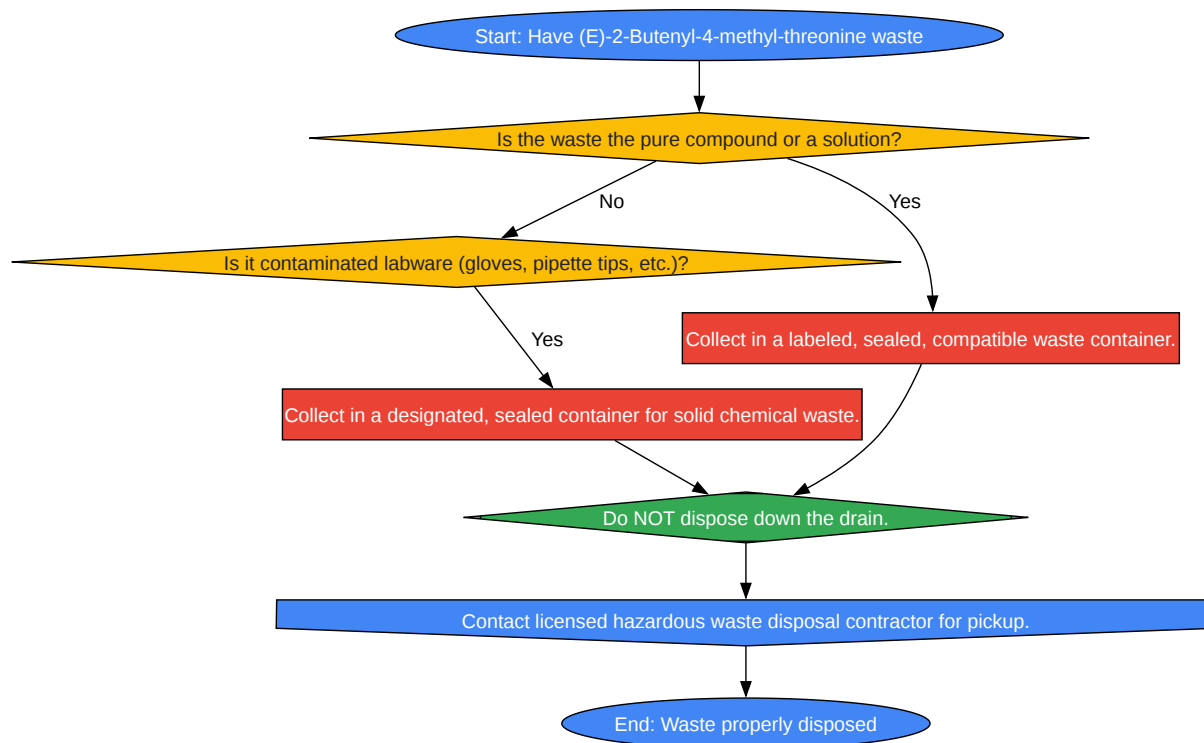 Start: Have (E)-2-Butenyl-4-methyl-threonine waste
Is the waste the pure compound or a solution?
No
Yes
Is it contaminated labware (gloves, pipette tips, etc.)?
Yes
Collect in a labeled, sealed, compatible waste container.
Collect in a designated, sealed container for solid chemical waste.
Do NOT dispose down the drain.
Contact licensed hazardous waste disposal contractor for pickup.
End: Waste properly disposed